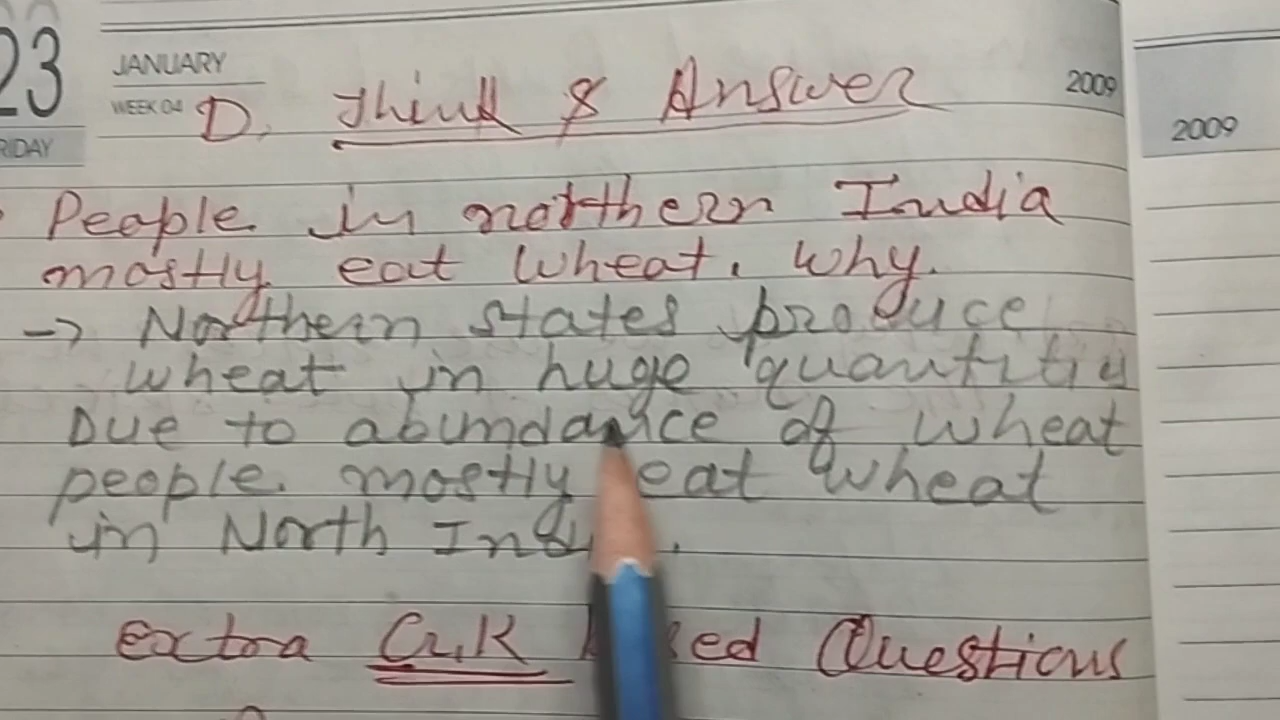 23
JANUARY
WEEK 04
RIDAY
2009
2009
D. Think & Answer
People in northern India
mostly eat wheat. Why.
→ Northern states produce
wheat in huge
Due to abundance of wheat
people mostly eat wheat
in North
extra G.K Questions